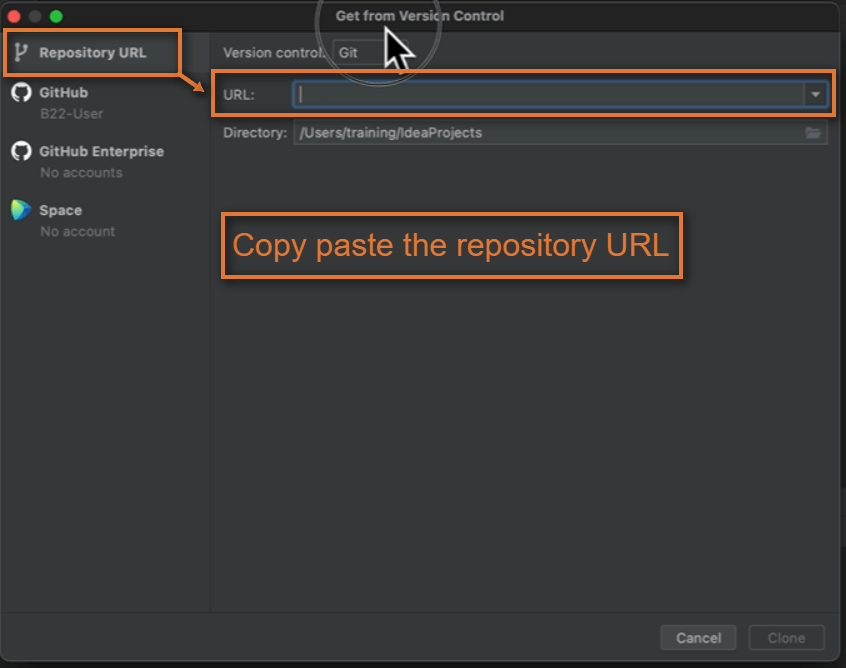 Get from Version Control
Repository URL
Version control: Git
URL:
GitHub
B22-User
Directory: /Users/training/IdeaProjects
GitHub Enterprise
No accounts
Space
No account
Copy paste the repository URL
Cancel
Clone